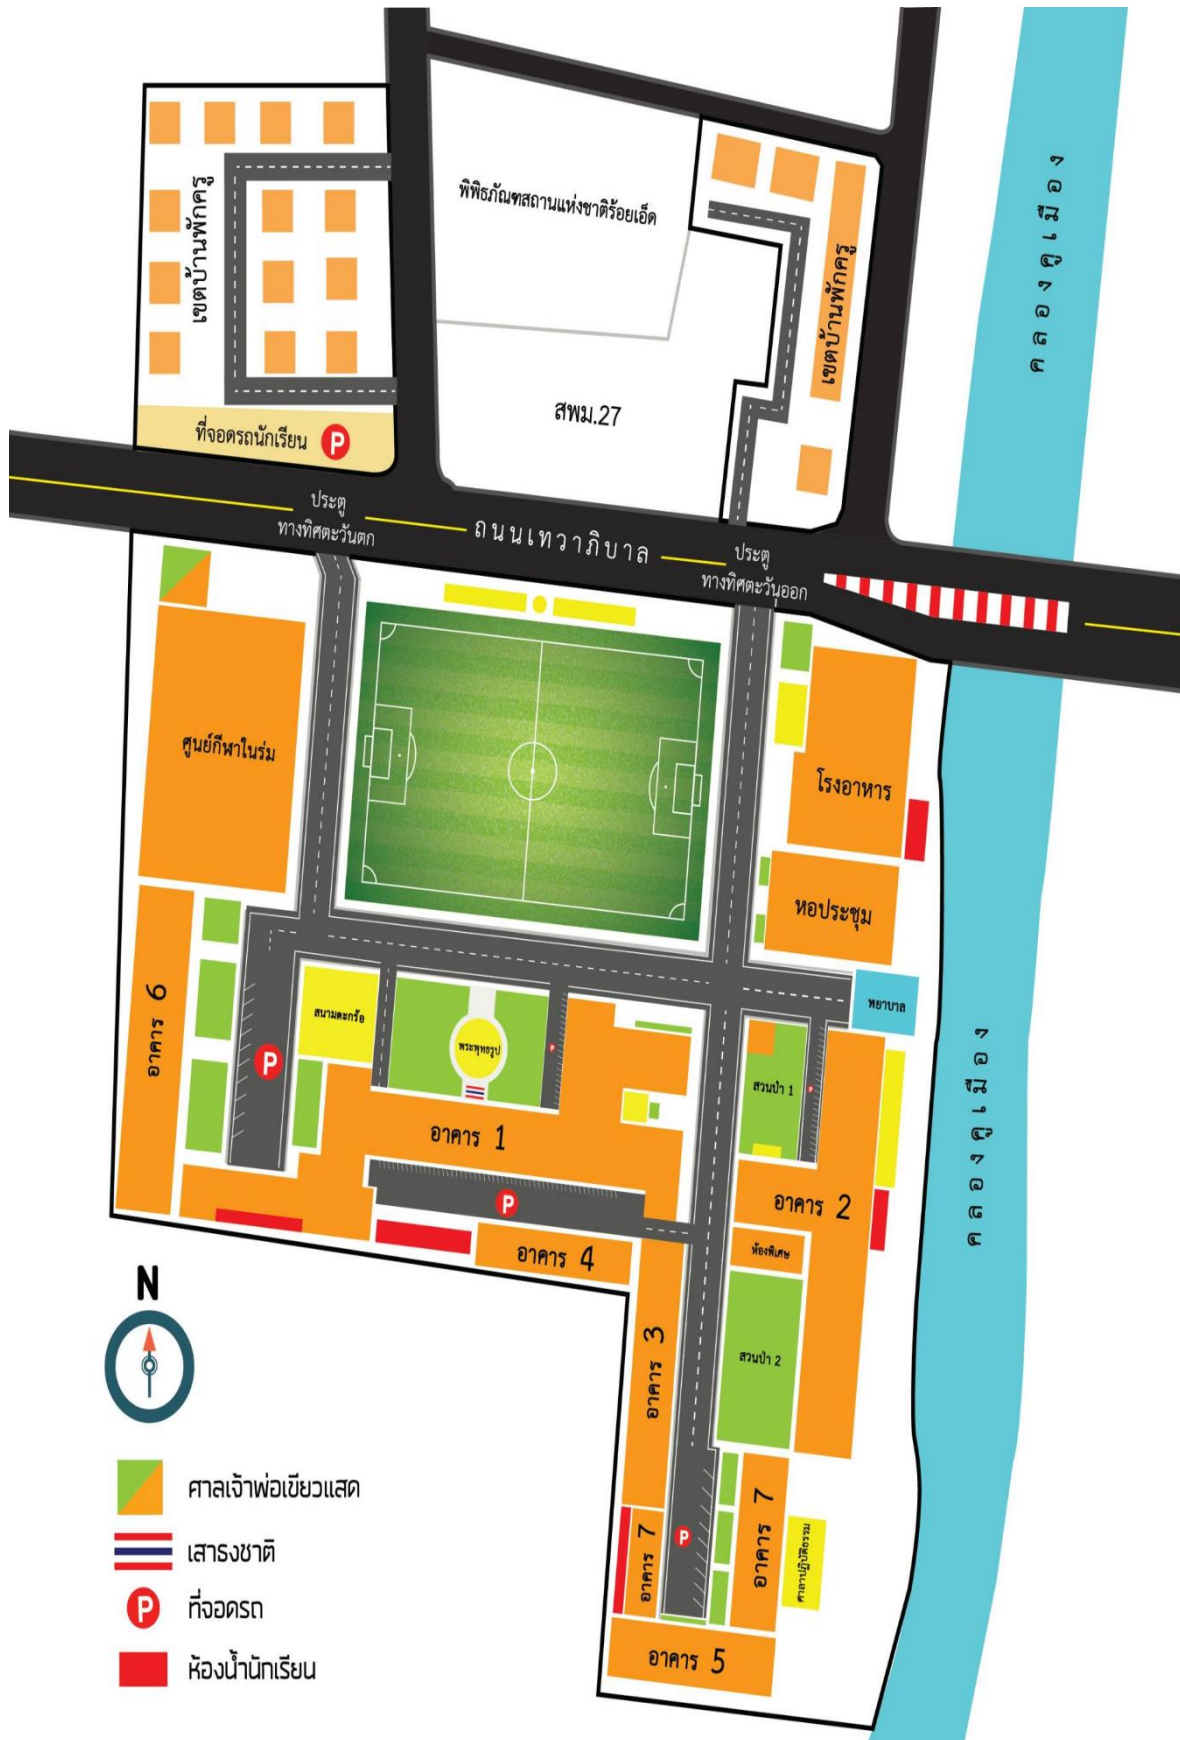 คลองคูเมือง
เขตบ้านพักครู
พิพิธภัณฑสถานแห่งชาติร้อยเอ็ด
เขตบ้านพักครู
สพม.27
ที่จอดรถนักเรียน P
ประตู
ทางทิศตะวันตก
ถนนเทวาภิบาล
ประตู
ทางทิศตะวันออก
ศูนย์กีฬาในร่ม
โรงอาหาร
หอประชุม
พยาบาล
อาคาร 6
สนามตะกร้อ
พระพุทธรูป
P
P
สวนป่า 1
P
คลองคูเมือง
อาคาร 1
P
อาคาร 2
อาคาร 4
ห้องพิเศษ
อาคาร 3
สวนป่า 2
อาคาร 7
P
อาคาร 7
ศาลาปฏิบัติธรรม
อาคาร 5
N
ศาลเจ้าพ่อเขียวแสด
เสาธงชาติ
P ที่จอดรถ
ห้องน้ำนักเรียน